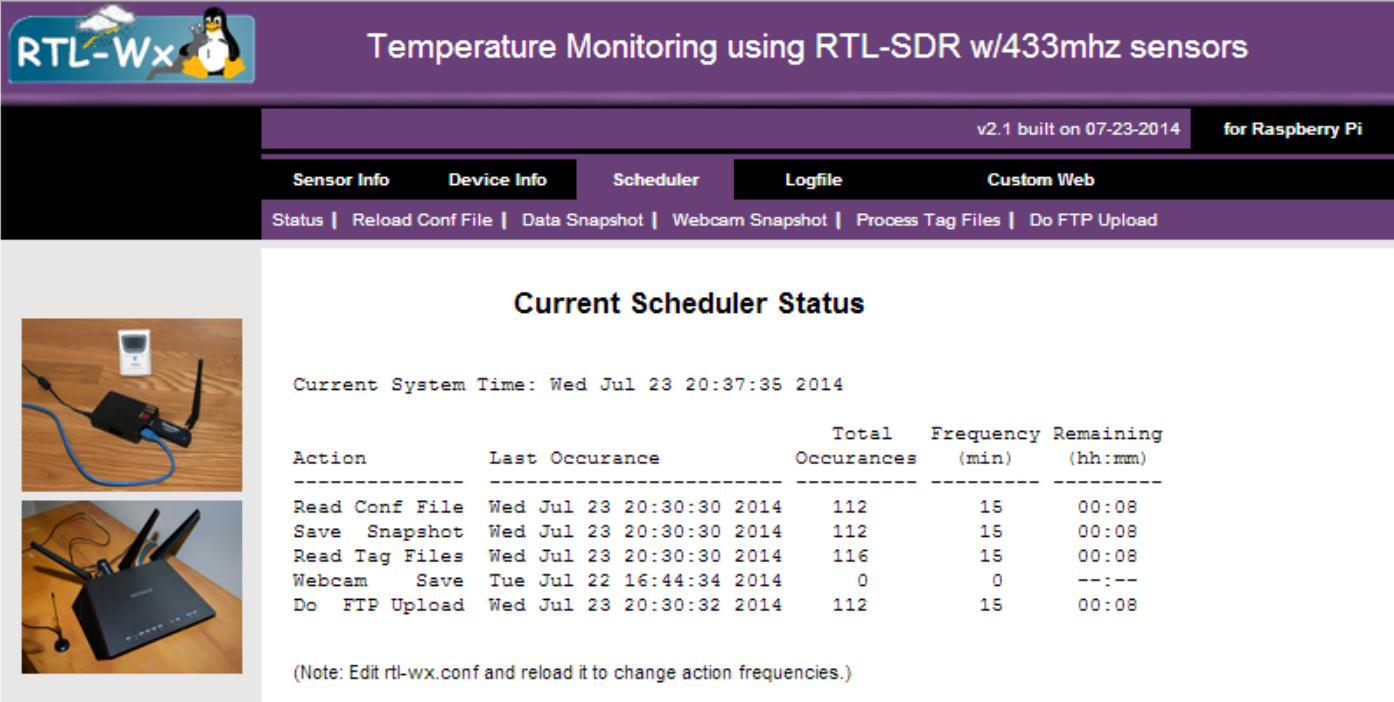 RTL-Wx
Temperature Monitoring using RTL-SDR w/433mhz sensors
v2.1 built on 07-23-2014 for Raspberry Pi
Sensor Info Device Info Scheduler Logfile Custom Web
Status | Reload Conf File | Data Snapshot | Webcam Snapshot | Process Tag Files | Do FTP Upload
Current Scheduler Status
Current System Time: Wed Jul 23 20:37:35 2014
Total Frequency Remaining
Action Last Occurance Occurances (min) (hh:mm)
-------------- ------------------------ ---------- --------- ---------
Read Conf File Wed Jul 23 20:30:30 2014 112 15 00:08
Save Snapshot Wed Jul 23 20:30:30 2014 112 15 00:08
Read Tag Files Wed Jul 23 20:30:30 2014 116 15 00:08
Webcam Save Tue Jul 22 16:44:34 2014 0 0 --:--
Do FTP Upload Wed Jul 23 20:30:32 2014 112 15 00:08
(Note: Edit rtl-wx.conf and reload it to change action frequencies.)